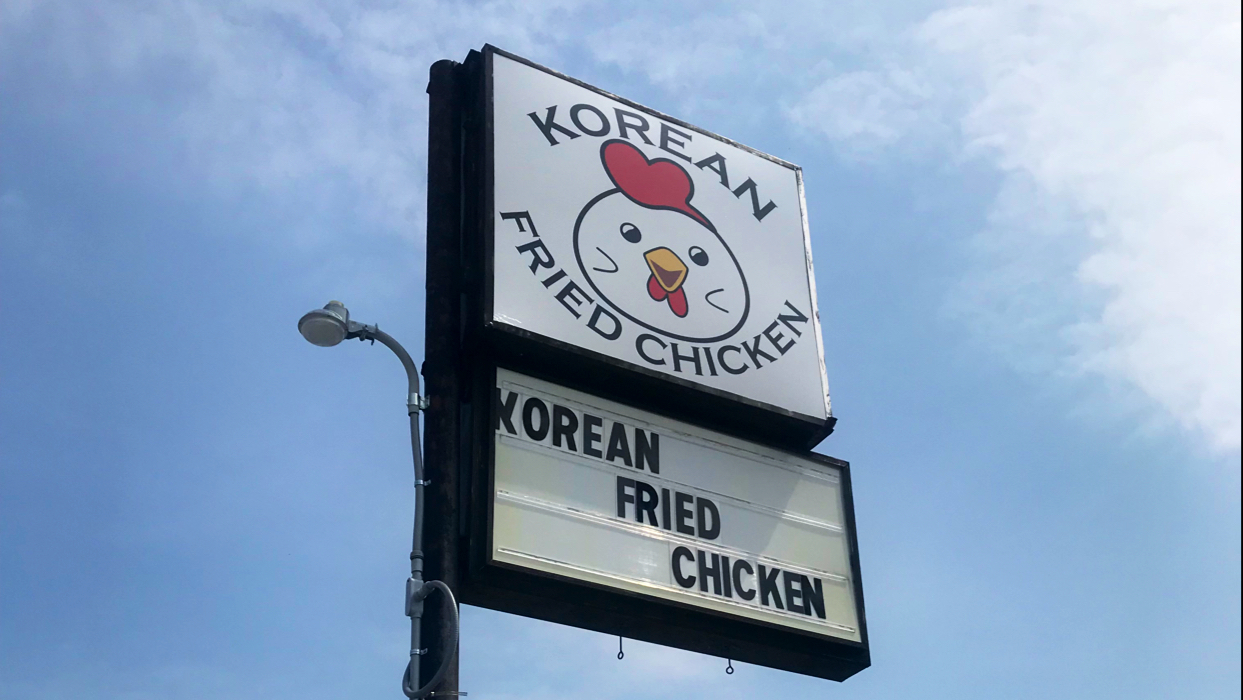 KOREAN
FRIED CHICKEN
KOREAN
FRIED
CHICKEN